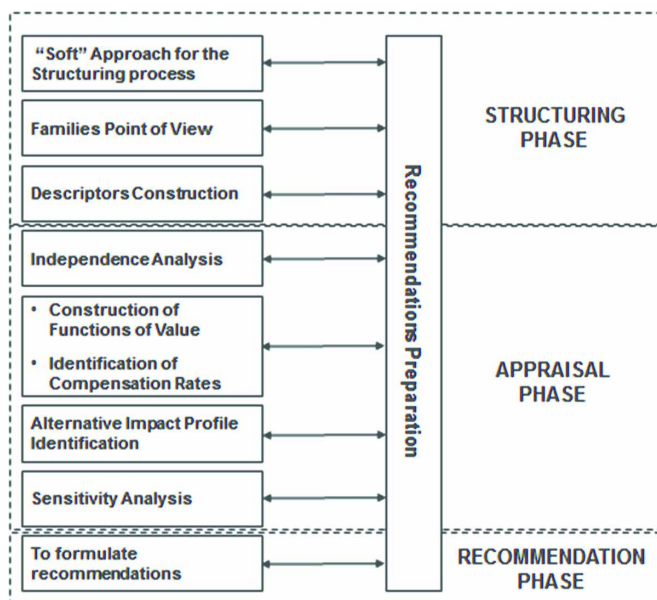 “Soft” Approach for the
Structuring process
Families Point of View
Descriptors Construction
Independence Analysis
• Construction of
Functions of Value
• Identification of
Compensation Rates
Alternative Impact Profile
Identification
Sensitivity Analysis
To formulate
recommendations
Recommendations Preparation
STRUCTURING
PHASE
APPRAISAL
PHASE
RECOMMENDATION
PHASE